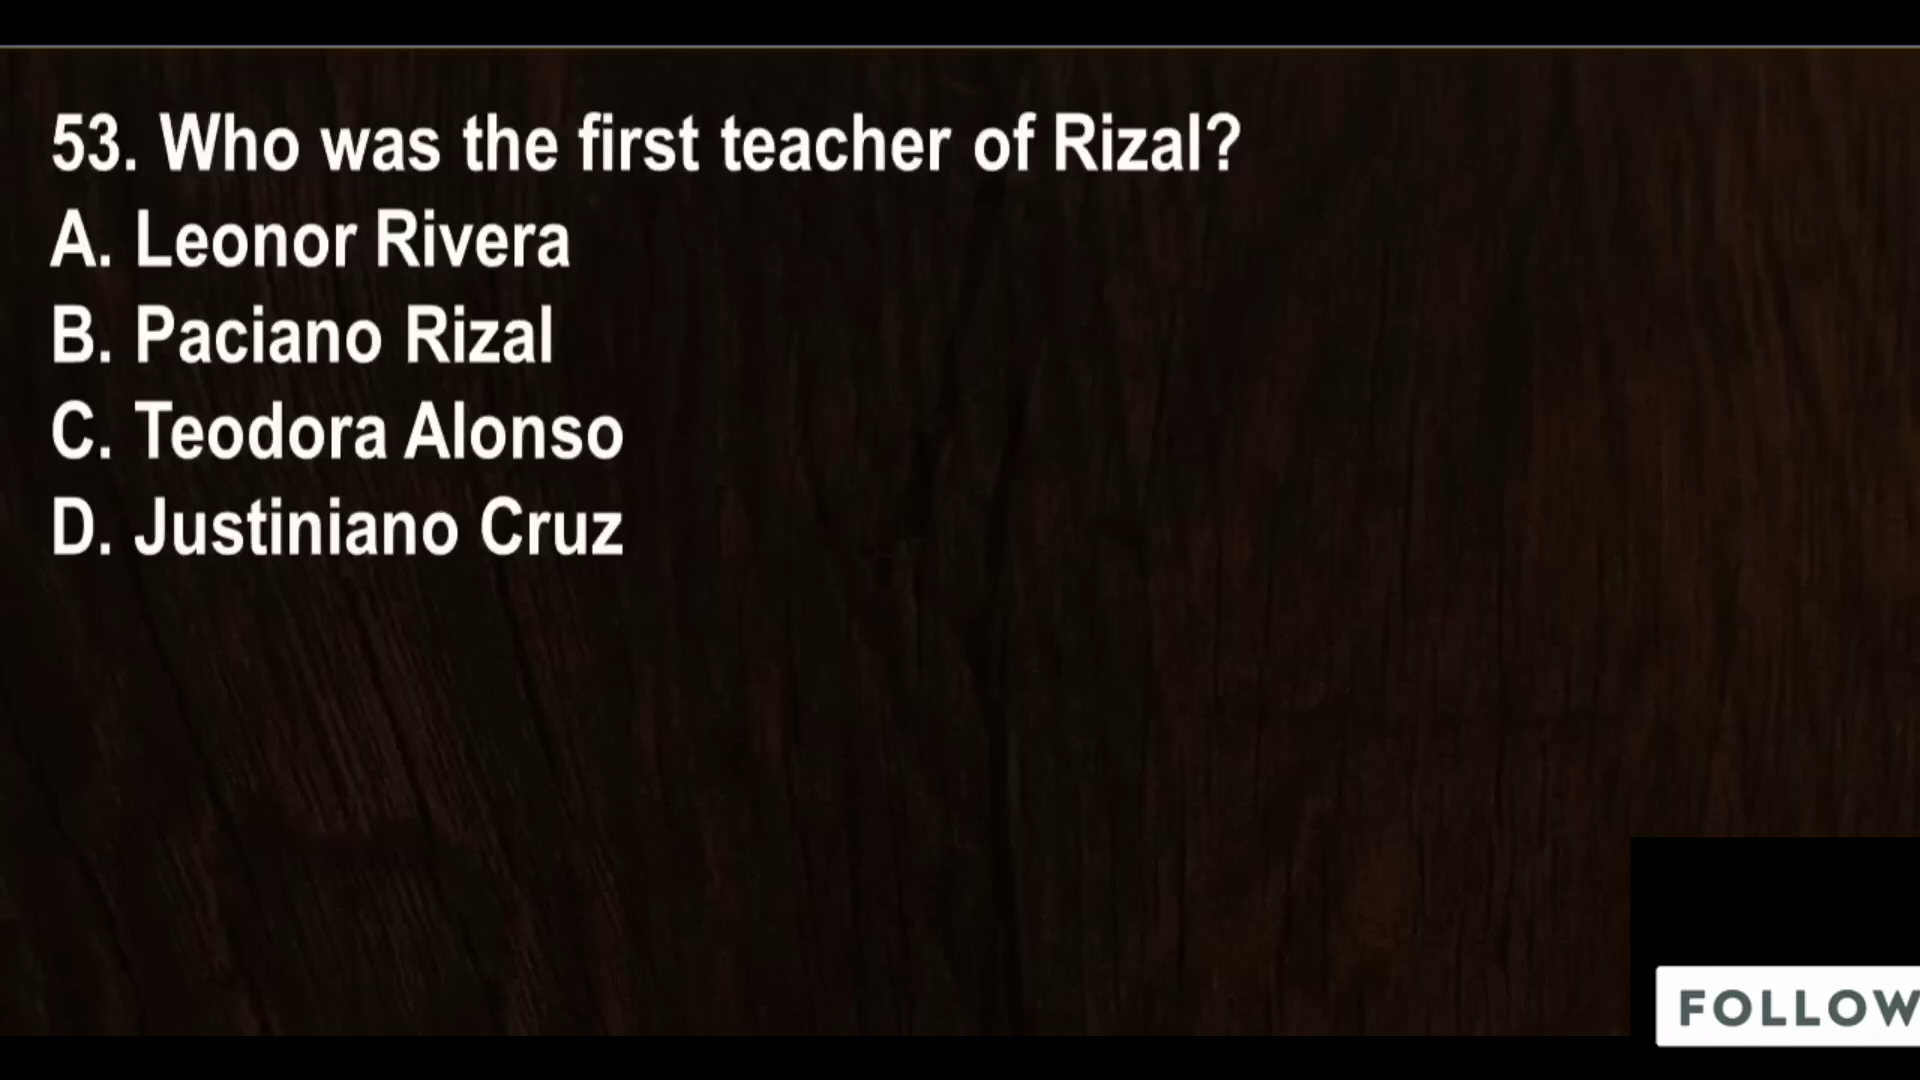 53. Who was the first teacher of Rizal?
A. Leonor Rivera
B. Paciano Rizal
C. Teodora Alonso
D. Justiniano Cruz
FOLLOW